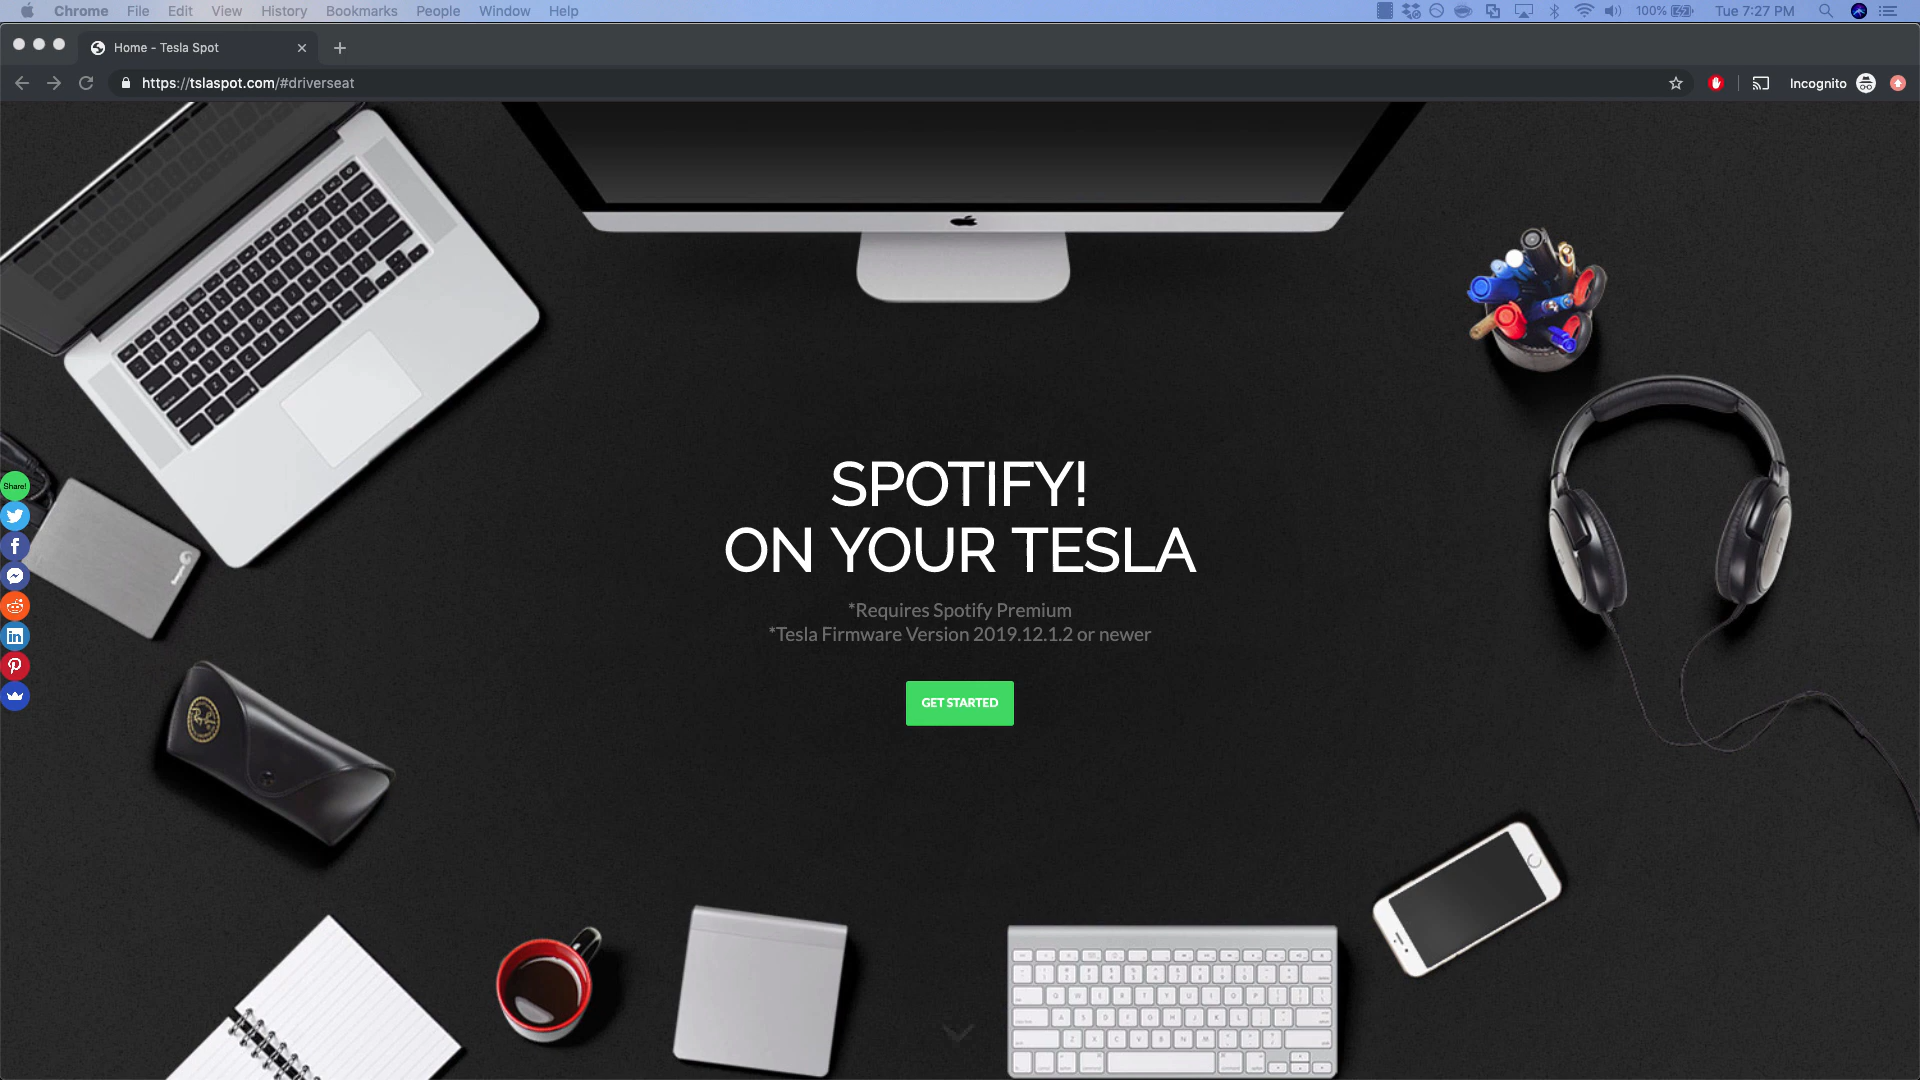 Chrome File Edit View History Bookmarks People Window Help 100% Tue 7:27 PM
Home - Tesla Spot
https://tslaspot.com/#driverseat Incognito
SPOTIFY!
ON YOUR TESLA
*Requires Spotify Premium
*Tesla Firmware Version 2019.12.1.2 or newer
GET STARTED
Share!